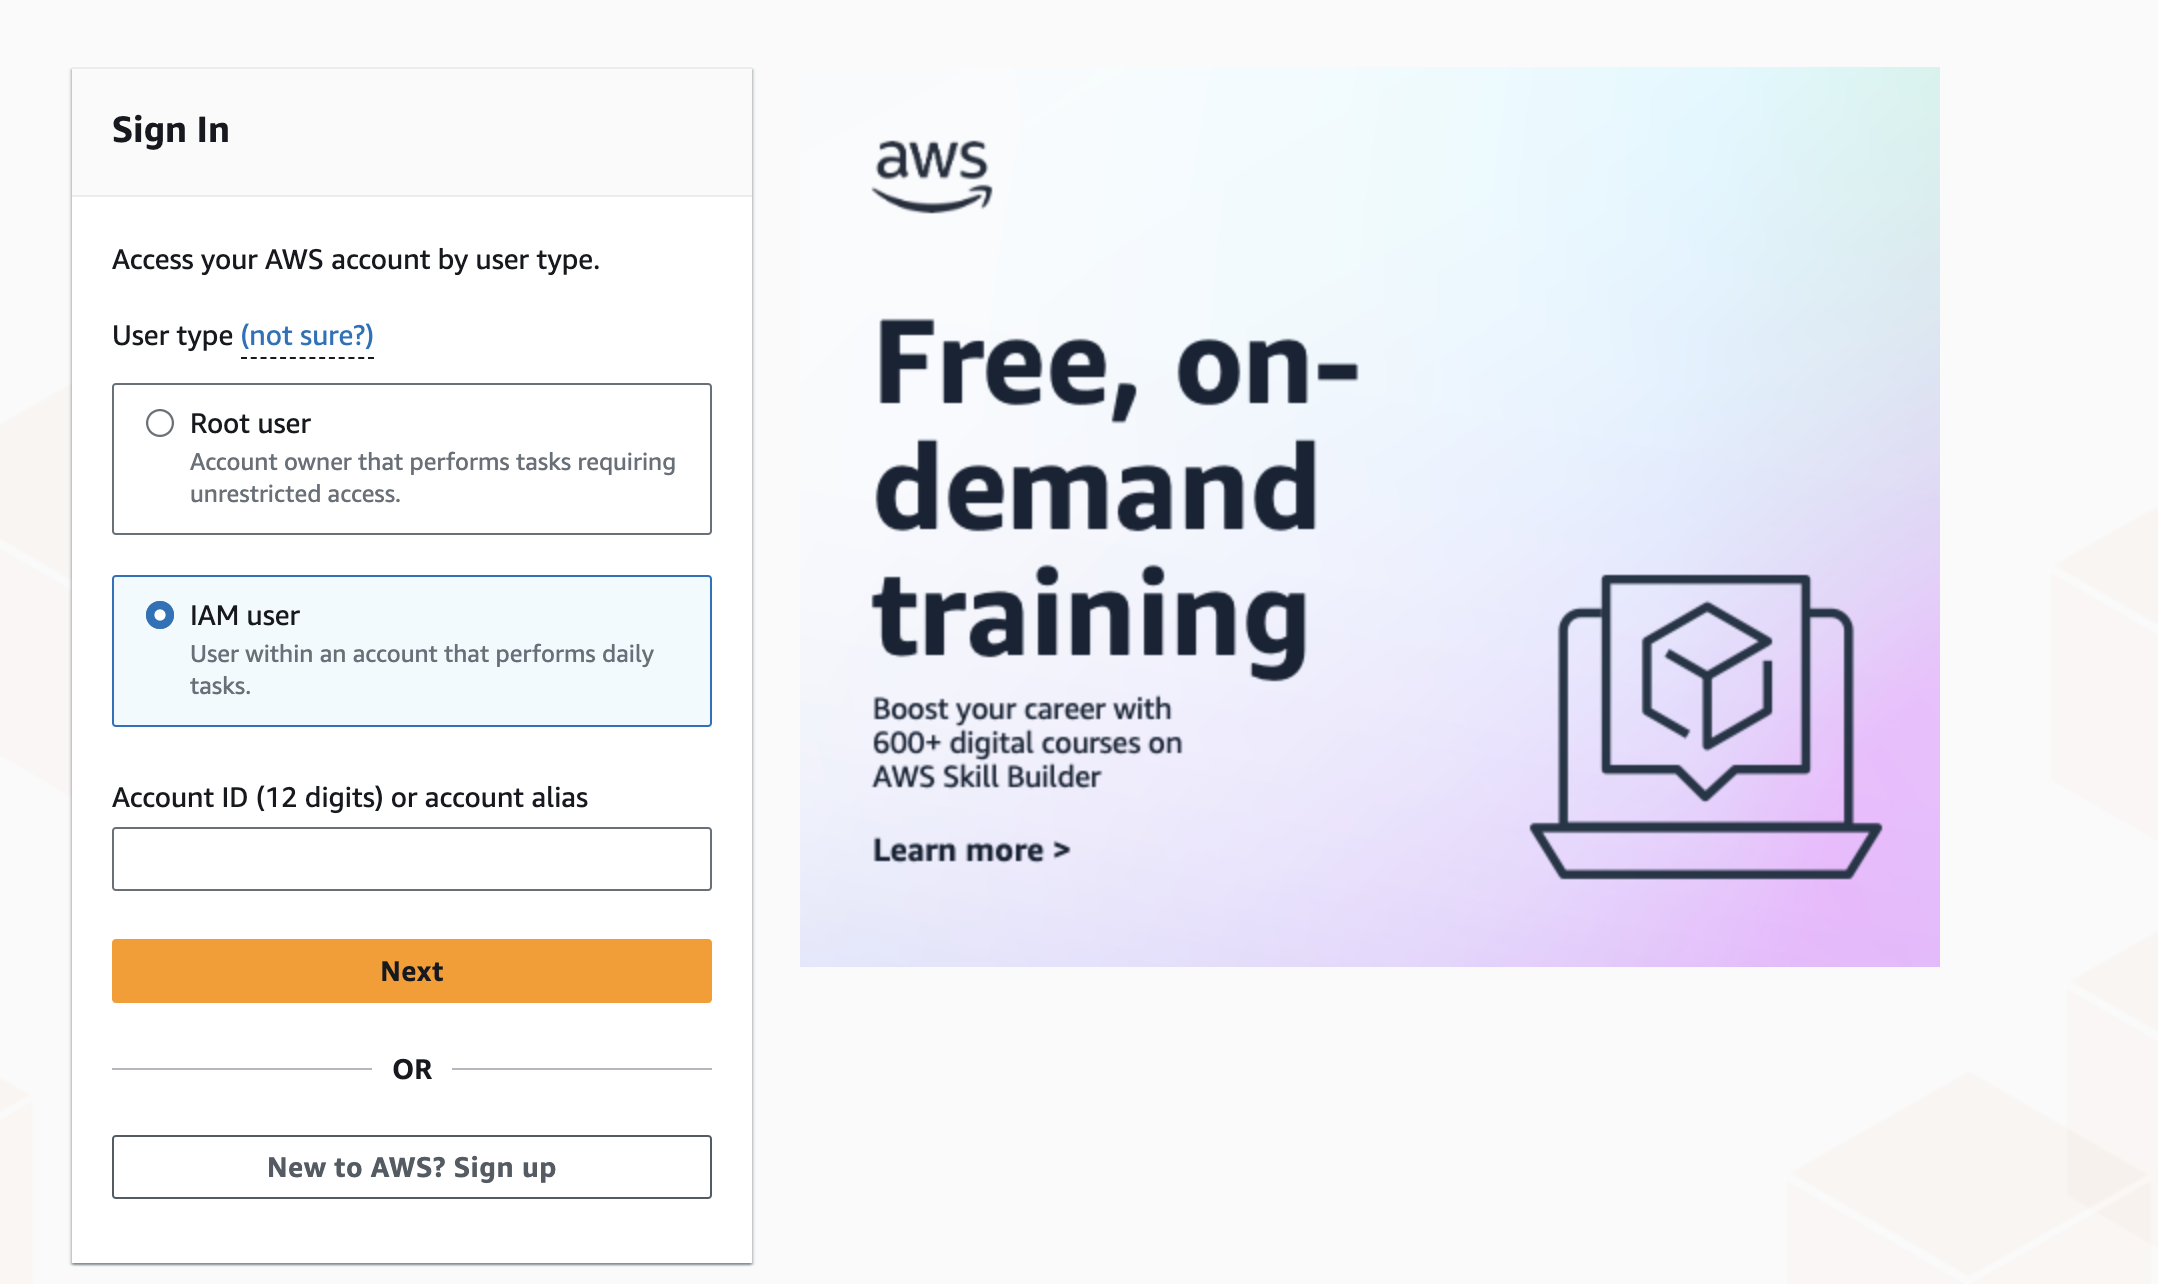 Sign In
Access your AWS account by user type.
User type (not sure?)
Root user
Account owner that performs tasks requiring
unrestricted access.
IAM user
User within an account that performs daily
tasks.
Account ID (12 digits) or account alias
Next
OR
New to AWS? Sign up
aws
Free, on-
demand
training
Boost your career with
600+ digital courses on
AWS Skill Builder
Learn more >